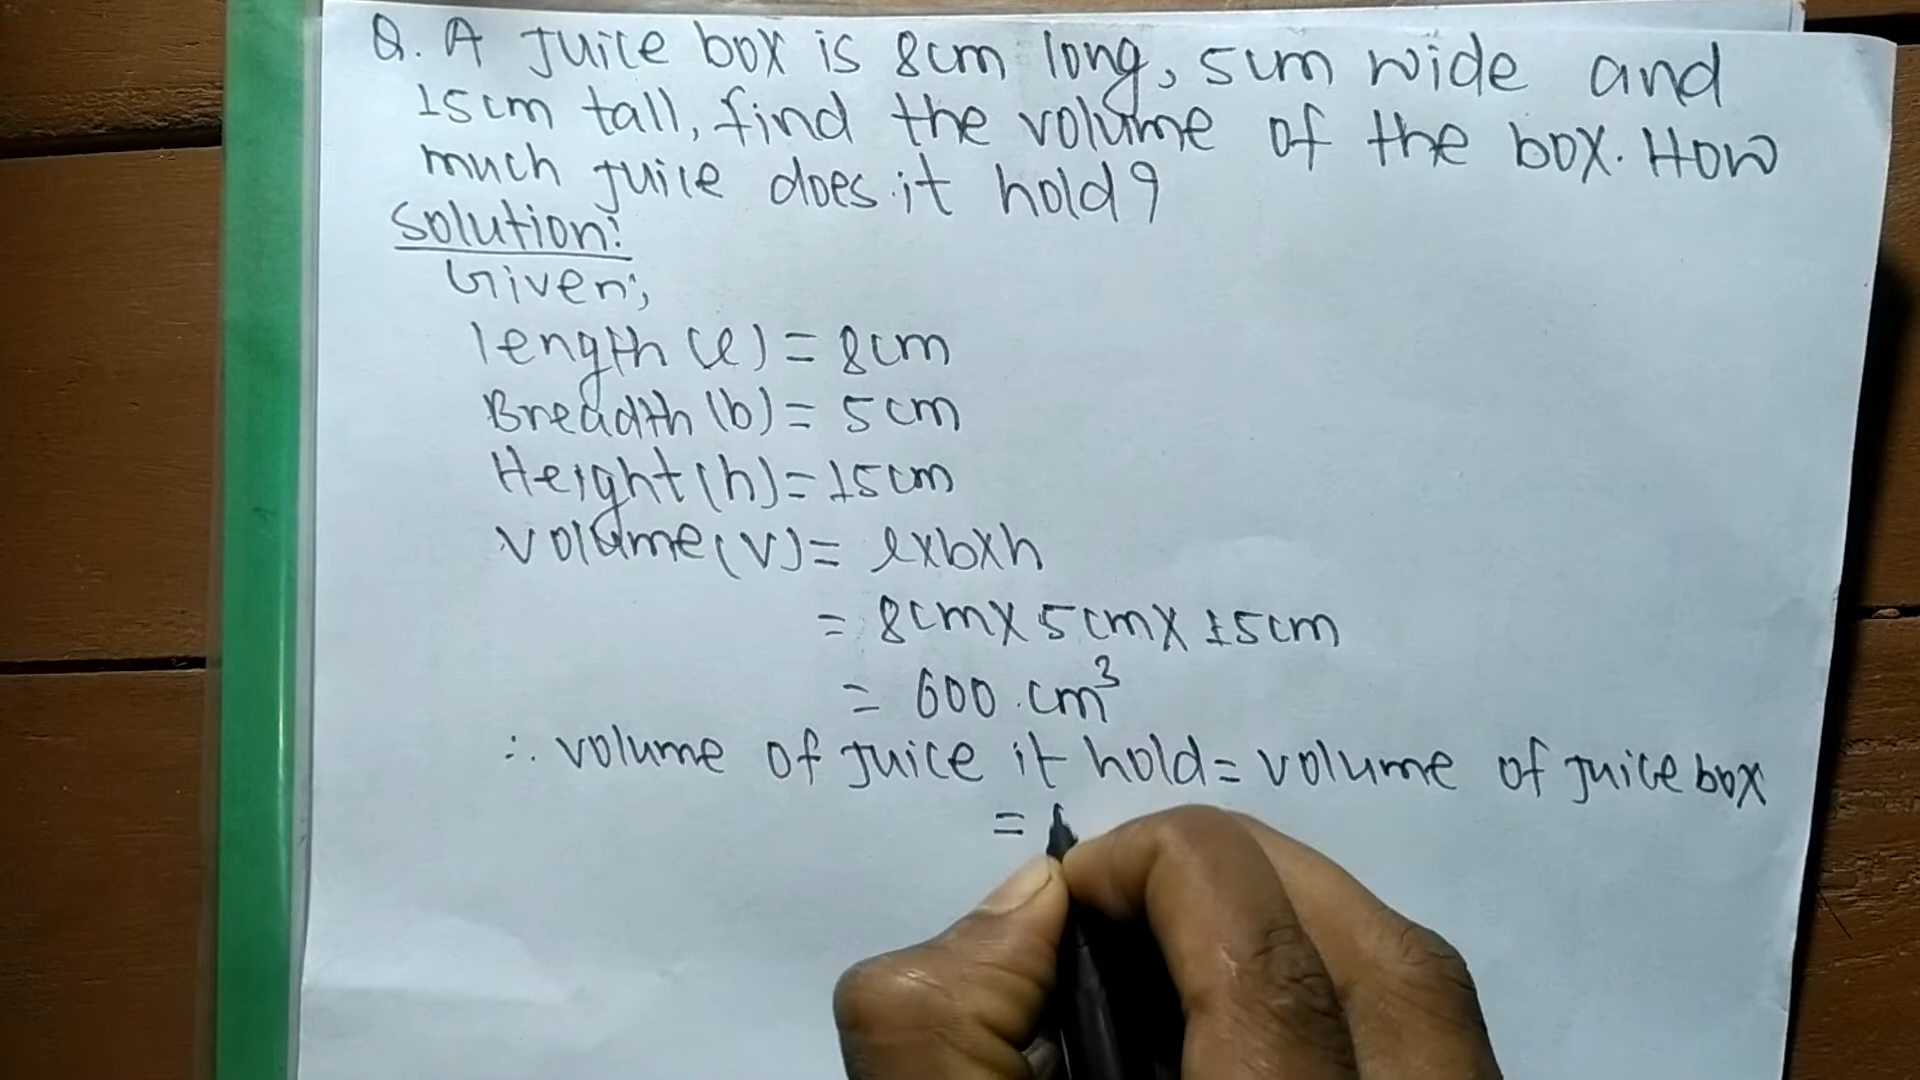 Q. A Juice box is 8cm long, 5cm wide and
15cm tall, find the volume of the box. How
much juice does it hold?
Solution:
Given;
length (l) = 8cm
Breadth (b) = 5cm
Height (h) = 15cm
Volume (V) = l×b×h
= 8cm × 5cm × 15cm
= 600 cm³
∴ volume of Juice it hold = volume of juice box
=